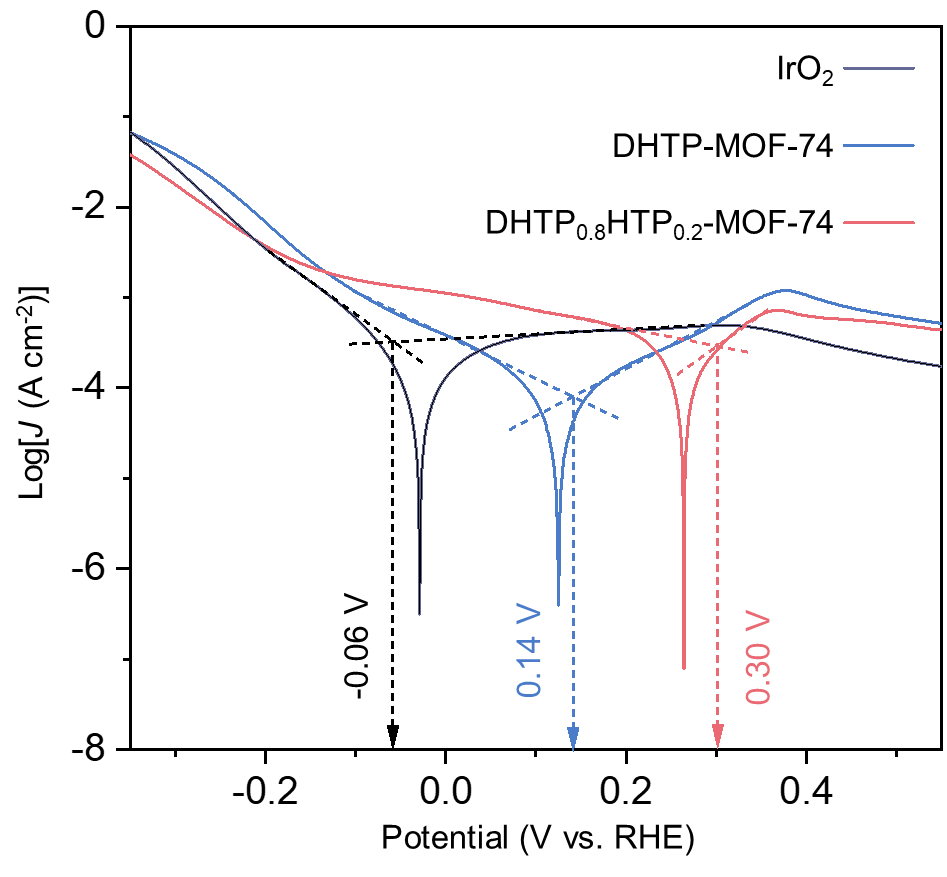 0
-2
-4
-6
-8
Log[J (A cm-2)]
IrO2
DHTP-MOF-74
DHTP0.8HTP0.2-MOF-74
-0.06 V
0.14 V
0.30 V
-0.2
0.0
0.2
0.4
Potential (V vs. RHE)